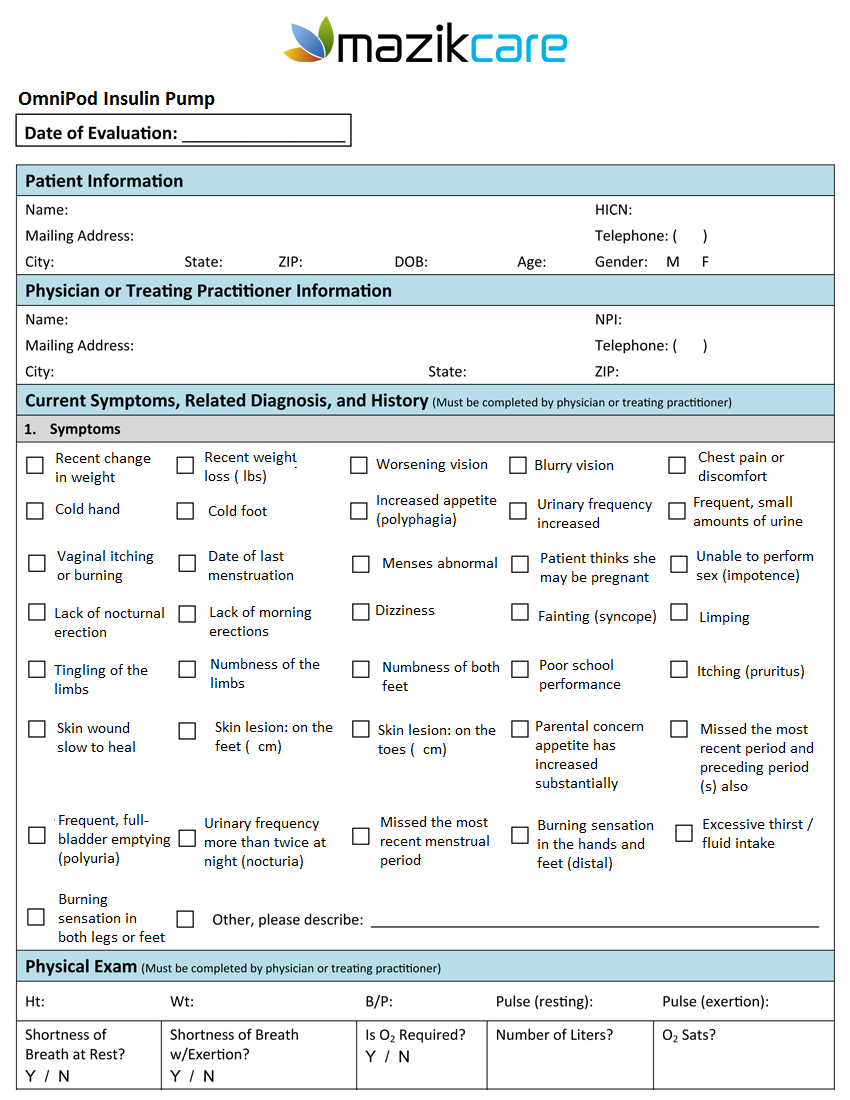 mazikcare
OmniPod Insulin Pump
Date of Evaluation: ____________________
Patient Information
Name: HICN:
Mailing Address: Telephone: ( )
City: State: ZIP: DOB: Age: Gender: M F
Physician or Treating Practitioner Information
Name: NPI:
Mailing Address: Telephone: ( )
City: State: ZIP:
Current Symptoms, Related Diagnosis, and History (Must be completed by physician or treating practitioner)
1. Symptoms
Recent change
in weight
Recent weight
loss ( lbs)
Worsening vision
Blurry vision
Chest pain or
discomfort
Cold hand
Cold foot
Increased appetite
(polyphagia)
Urinary frequency
increased
Frequent, small
amounts of urine
Vaginal itching
or burning
Date of last
menstruation
Menses abnormal
Patient thinks she
may be pregnant
Unable to perform
sex (impotence)
Lack of nocturnal
erection
Lack of morning
erections
Dizziness
Fainting (syncope)
Limping
Tingling of the
limbs
Numbness of the
limbs
Numbness of both
feet
Poor school
performance
Itching (pruritus)
Skin wound
slow to heal
Skin lesion: on the
feet ( cm)
Skin lesion: on the
toes ( cm)
Parental concern
appetite has
increased
substantially
Missed the most
recent period and
preceding period
(s) also
Frequent, full-
bladder emptying
(polyuria)
Urinary frequency
more than twice at
night (nocturia)
Missed the most
recent menstrual
period
Burning sensation
in the hands and
feet (distal)
Excessive thirst /
fluid intake
Burning
sensation in
both legs or feet
Other, please describe: ____________________
Physical Exam (Must be completed by physician or treating practitioner)
Ht: Wt: B/P: Pulse (resting): Pulse (exertion):
Shortness of
Breath at Rest?
Y / N
Shortness of Breath
w/Exertion?
Y / N
Is O₂ Required?
Y / N
Number of Liters?
O₂ Sats?